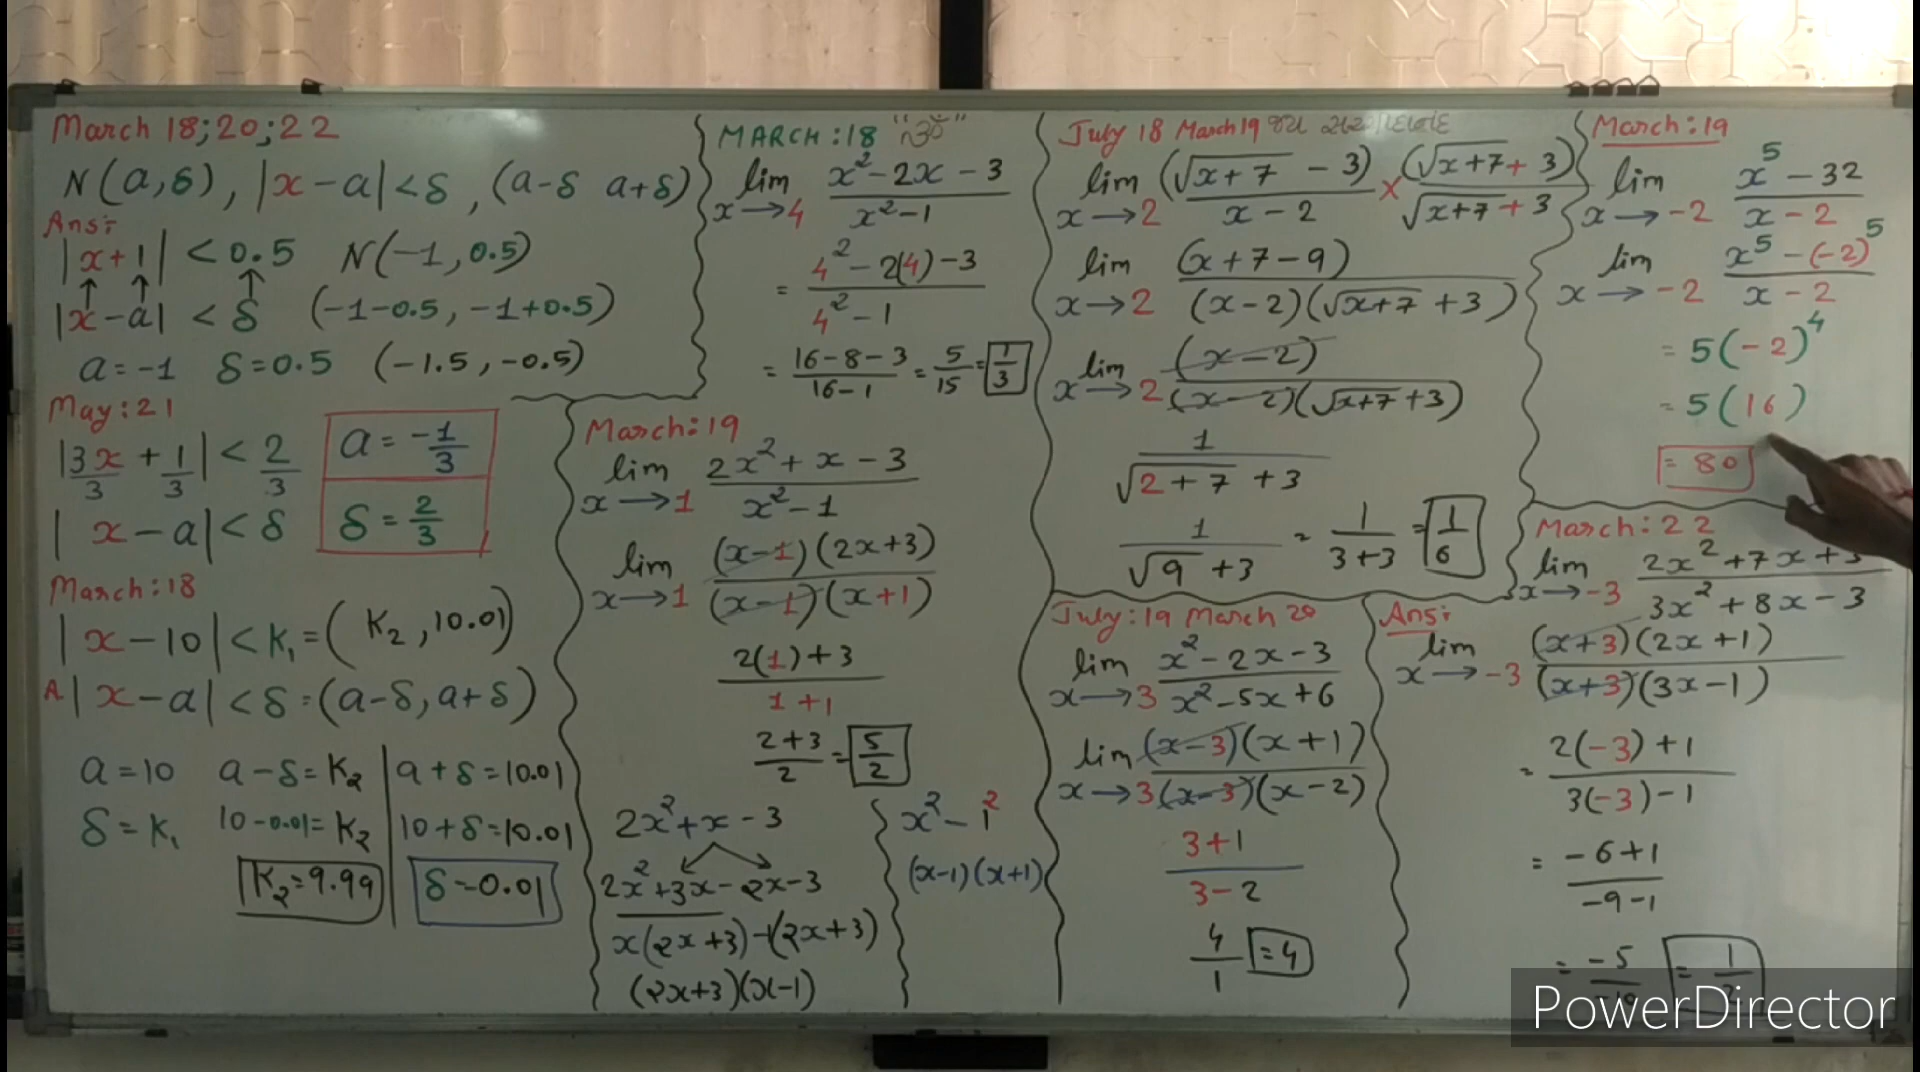 March 18;20;22
N(a,δ), |x-a|<δ, (a-δ a+δ)
Ans:-
|x+1| < 0.5 N(-1, 0.5)
|x-a| < δ (-1-0.5, -1+0.5)
a=-1 δ=0.5 (-1.5, -0.5)
May:21
|3x/3 + 1/3| < 2/3
|x-a| < δ
a = -1/3
δ = 2/3
March:18
|x-10| < K₁ = (K₂, 10.01)
A. |x-a| < δ = (a-δ, a+δ)
a=10 a-δ=K₂ a+δ=10.01
δ=K₁ 10-0.01=K₂ 10+δ=10.01
K₂=9.99 δ=0.01
MARCH:18
lim x→4 x²-2x-3 / x²-1
= 4²-2(4)-3 / 4²-1
= 16-8-3 / 16-1 = 5/15 = 1/3
March:19
lim x→1 2x²+x-3 / x²-1
lim x→1 (x-1)(2x+3) / (x-1)(x+1)
2(1)+3 / 1+1
2+3 / 2 = 5/2
2x²+x-3
2x²+3x-2x-3
x(2x+3)-1(2x+3)
(2x+3)(x-1)
x²-1²
(x-1)(x+1)
July 18 March 19
lim x→2 (√x+7 - 3) / x-2 × (√x+7 + 3) / √x+7 + 3
lim x→2 (x+7-9) / (x-2)(√x+7 + 3)
lim x→2 (x-2) / (x-2)(√x+7 + 3)
1 / √2+7 + 3
1 / √9 + 3 = 1 / 3+3 = 1/6
July:19 March 20
lim x→3 x²-2x-3 / x²-5x+6
lim x→3 (x-3)(x+1) / (x-3)(x-2)
3+1 / 3-2
4/1 =4
March:19
lim x→-2 x⁵-32 / x-2
lim x→-2 x⁵-(-2)⁵ / x-2
= 5(-2)⁴
= 5(16)
= 80
March:22
lim x→-3 2x²+7x+3 / 3x²+8x-3
Ans:-
lim x→-3 (x+3)(2x+1) / (x+3)(3x-1)
= 2(-3)+1 / 3(-3)-1
= -6+1 / -9-1
= -5/-10 = 1/2
PowerDirector